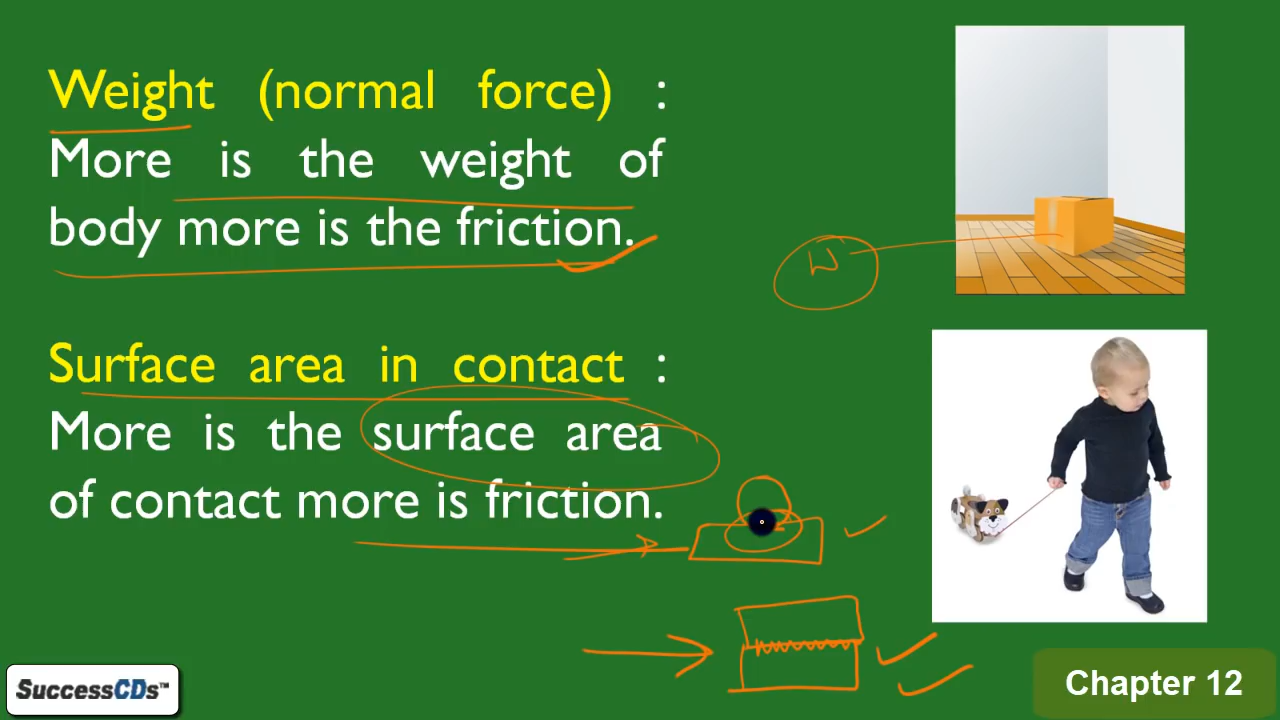 Weight (normal force) :
More is the weight of
body more is the friction.
W
Surface area in contact :
More is the surface area
of contact more is friction.
SuccessCDs™
Chapter 12